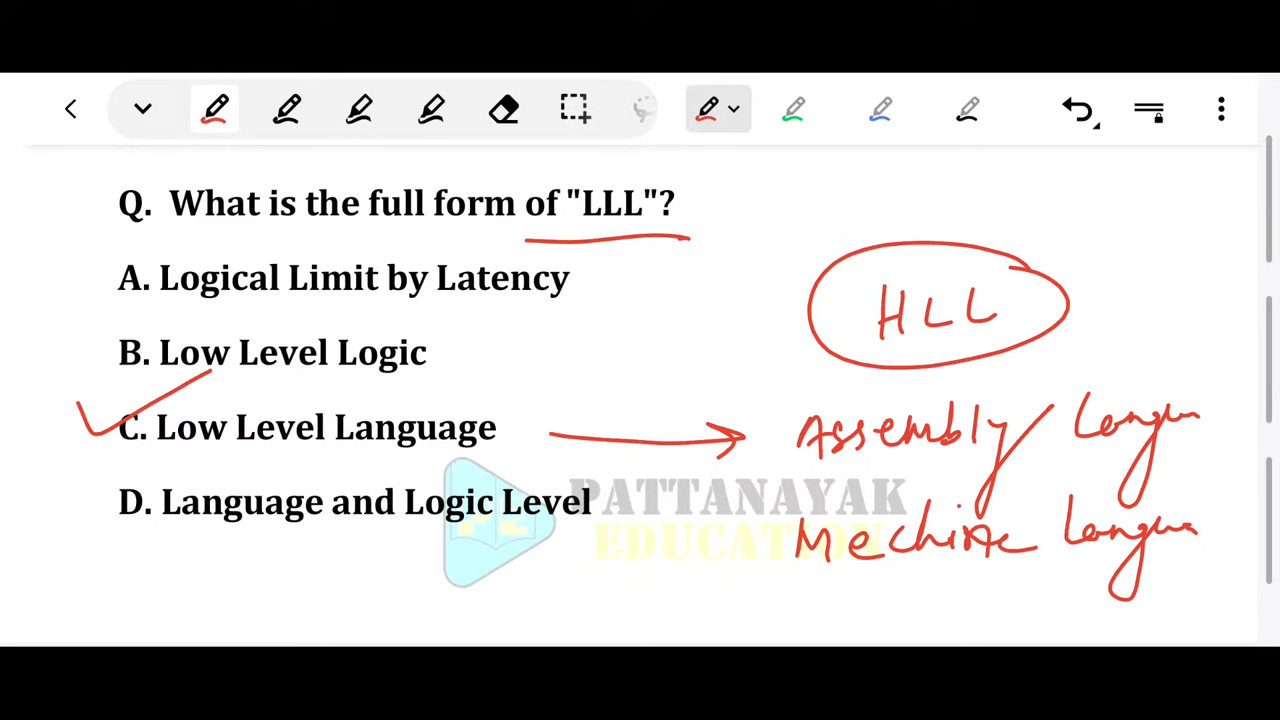 Q. What is the full form of "LLL"?
A. Logical Limit by Latency
HLL
B. Low Level Logic
C. Low Level Language
Assembly Langu
D. Language and Logic Level
PATTANAYAK
EDUCATION
Mechine Langu